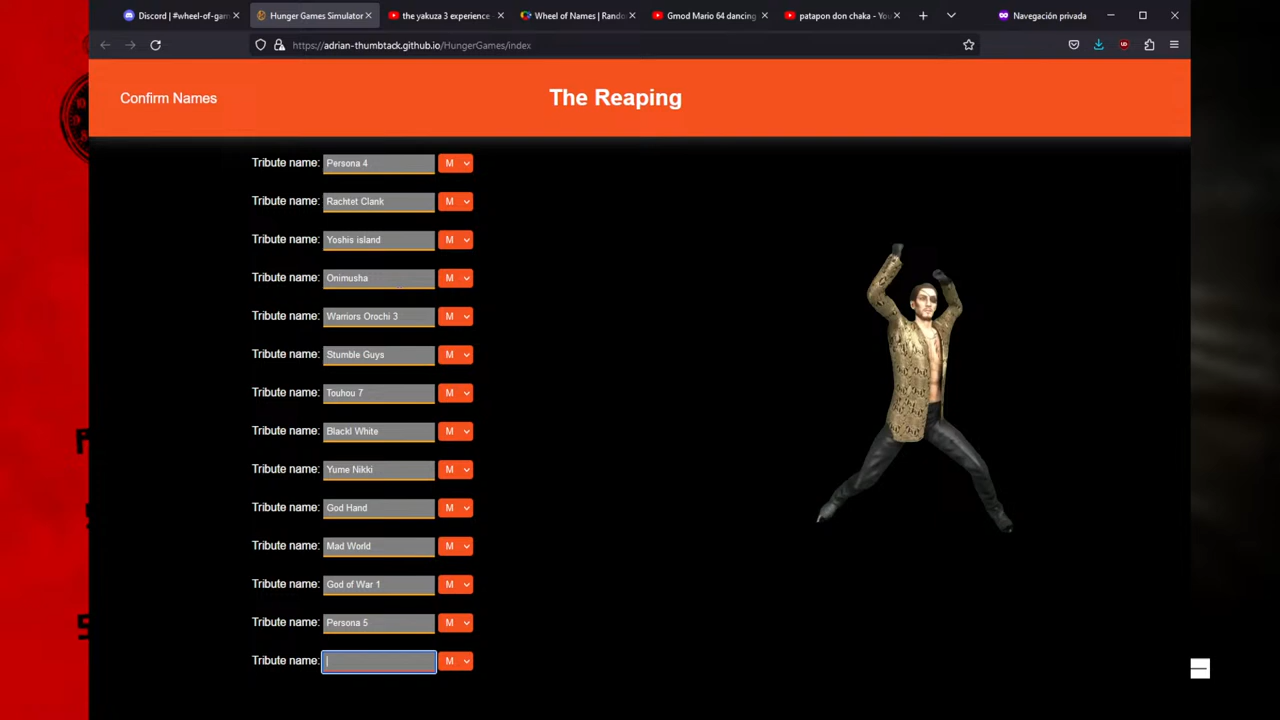 Discord | #wheel-of-gam
Hunger Games Simulator
the yakuza 3 experience -
Wheel of Names | Rando
Gmod Mario 64 dancing
patapon don chaka - You
Navegación privada
https://adrian-thumbtack.github.io/HungerGames/index
Confirm Names
The Reaping
Tribute name: Persona 4 M
Tribute name: Rachtet Clank M
Tribute name: Yoshis island M
Tribute name: Onimusha M
Tribute name: Warriors Orochi 3 M
Tribute name: Stumble Guys M
Tribute name: Touhou 7 M
Tribute name: Blackl White M
Tribute name: Yume Nikki M
Tribute name: God Hand M
Tribute name: Mad World M
Tribute name: God of War 1 M
Tribute name: Persona 5 M
Tribute name: M